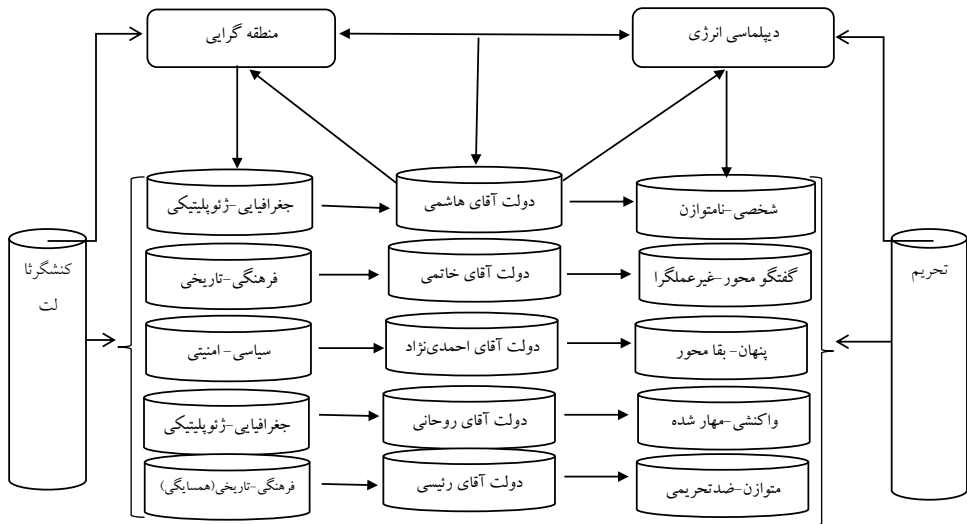 دیپلماسی انرژی
منطقه گرایی
شخصی-نامتوازن
دولت آقای هاشمی
جغرافیایی-ژئوپلیتیکی
تحریم
گفتگو محور-غیرعملگرا
دولت آقای خاتمی
فرهنگی-تاریخی
کنشگرثا
لت
پنهان- بقا محور
دولت آقای احمدی‌نژاد
سیاسی- امنیتی
واکنشی-مهار شده
دولت آقای روحانی
جغرافیایی-ژئوپلیتیکی
متوازن-ضدتحریمی
دولت آقای رئیسی
فرهنگی-تاریخی(همسایگی)